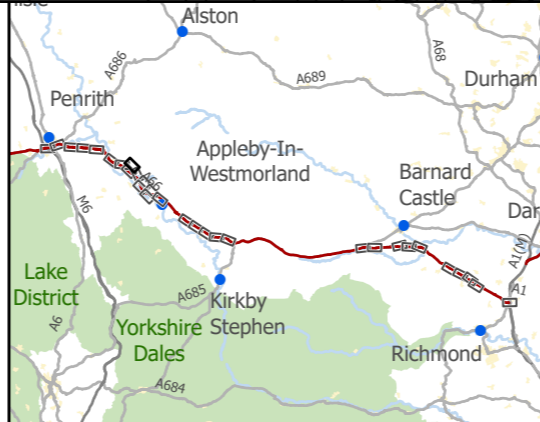 lisle
Alston
A686
A68
A689
Durham
Penrith
Appleby-In-
Westmorland
A66
Barnard
Castle
Dar
M6
A1(M)
Lake
District
A685
Kirkby
Stephen
A1
A6
Yorkshire
Dales
Richmond
A684